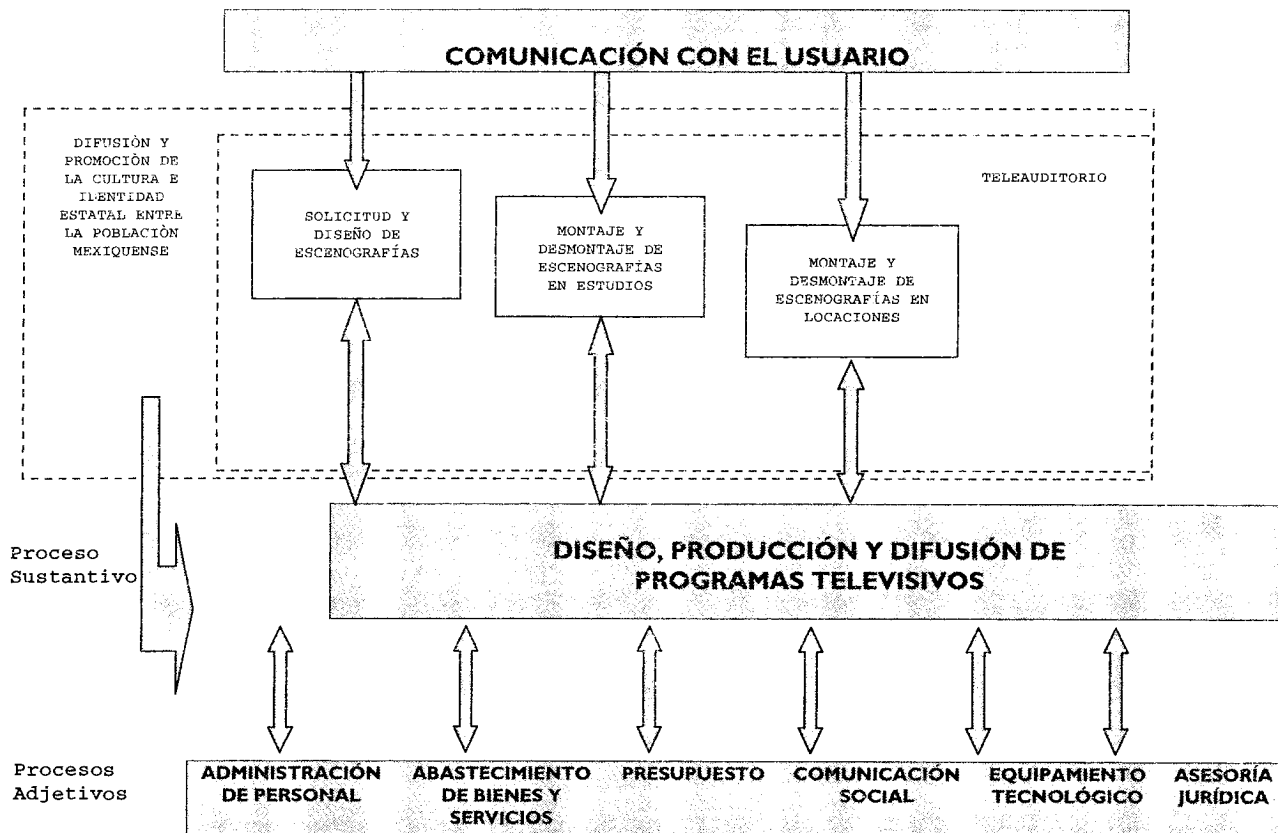 COMUNICACIÓN CON EL USUARIO
DIFUSIÒN Y
PROMOCIÒN DE
LA CULTURA E
IDENTIDAD
ESTATAL ENTRE
LA POBLACIÒN
MEXIQUENSE
TELEAUDITORIO
SOLICITUD Y
DISEÑO DE
ESCENOGRAFÍAS
MONTAJE Y
DESMONTAJE DE
ESCENOGRAFÍAS
EN ESTUDIOS
MONTAJE Y
DESMONTAJE DE
ESCENOGRAFÍAS EN
LOCACIONES
Proceso
Sustantivo
DISEÑO, PRODUCCIÓN Y DIFUSIÓN DE
PROGRAMAS TELEVISIVOS
Procesos
Adjetivos
ADMINISTRACIÓN
DE PERSONAL
ABASTECIMIENTO
DE BIENES Y
SERVICIOS
PRESUPUESTO
COMUNICACIÓN
SOCIAL
EQUIPAMIENTO
TECNOLÓGICO
ASESORÍA
JURÍDICA